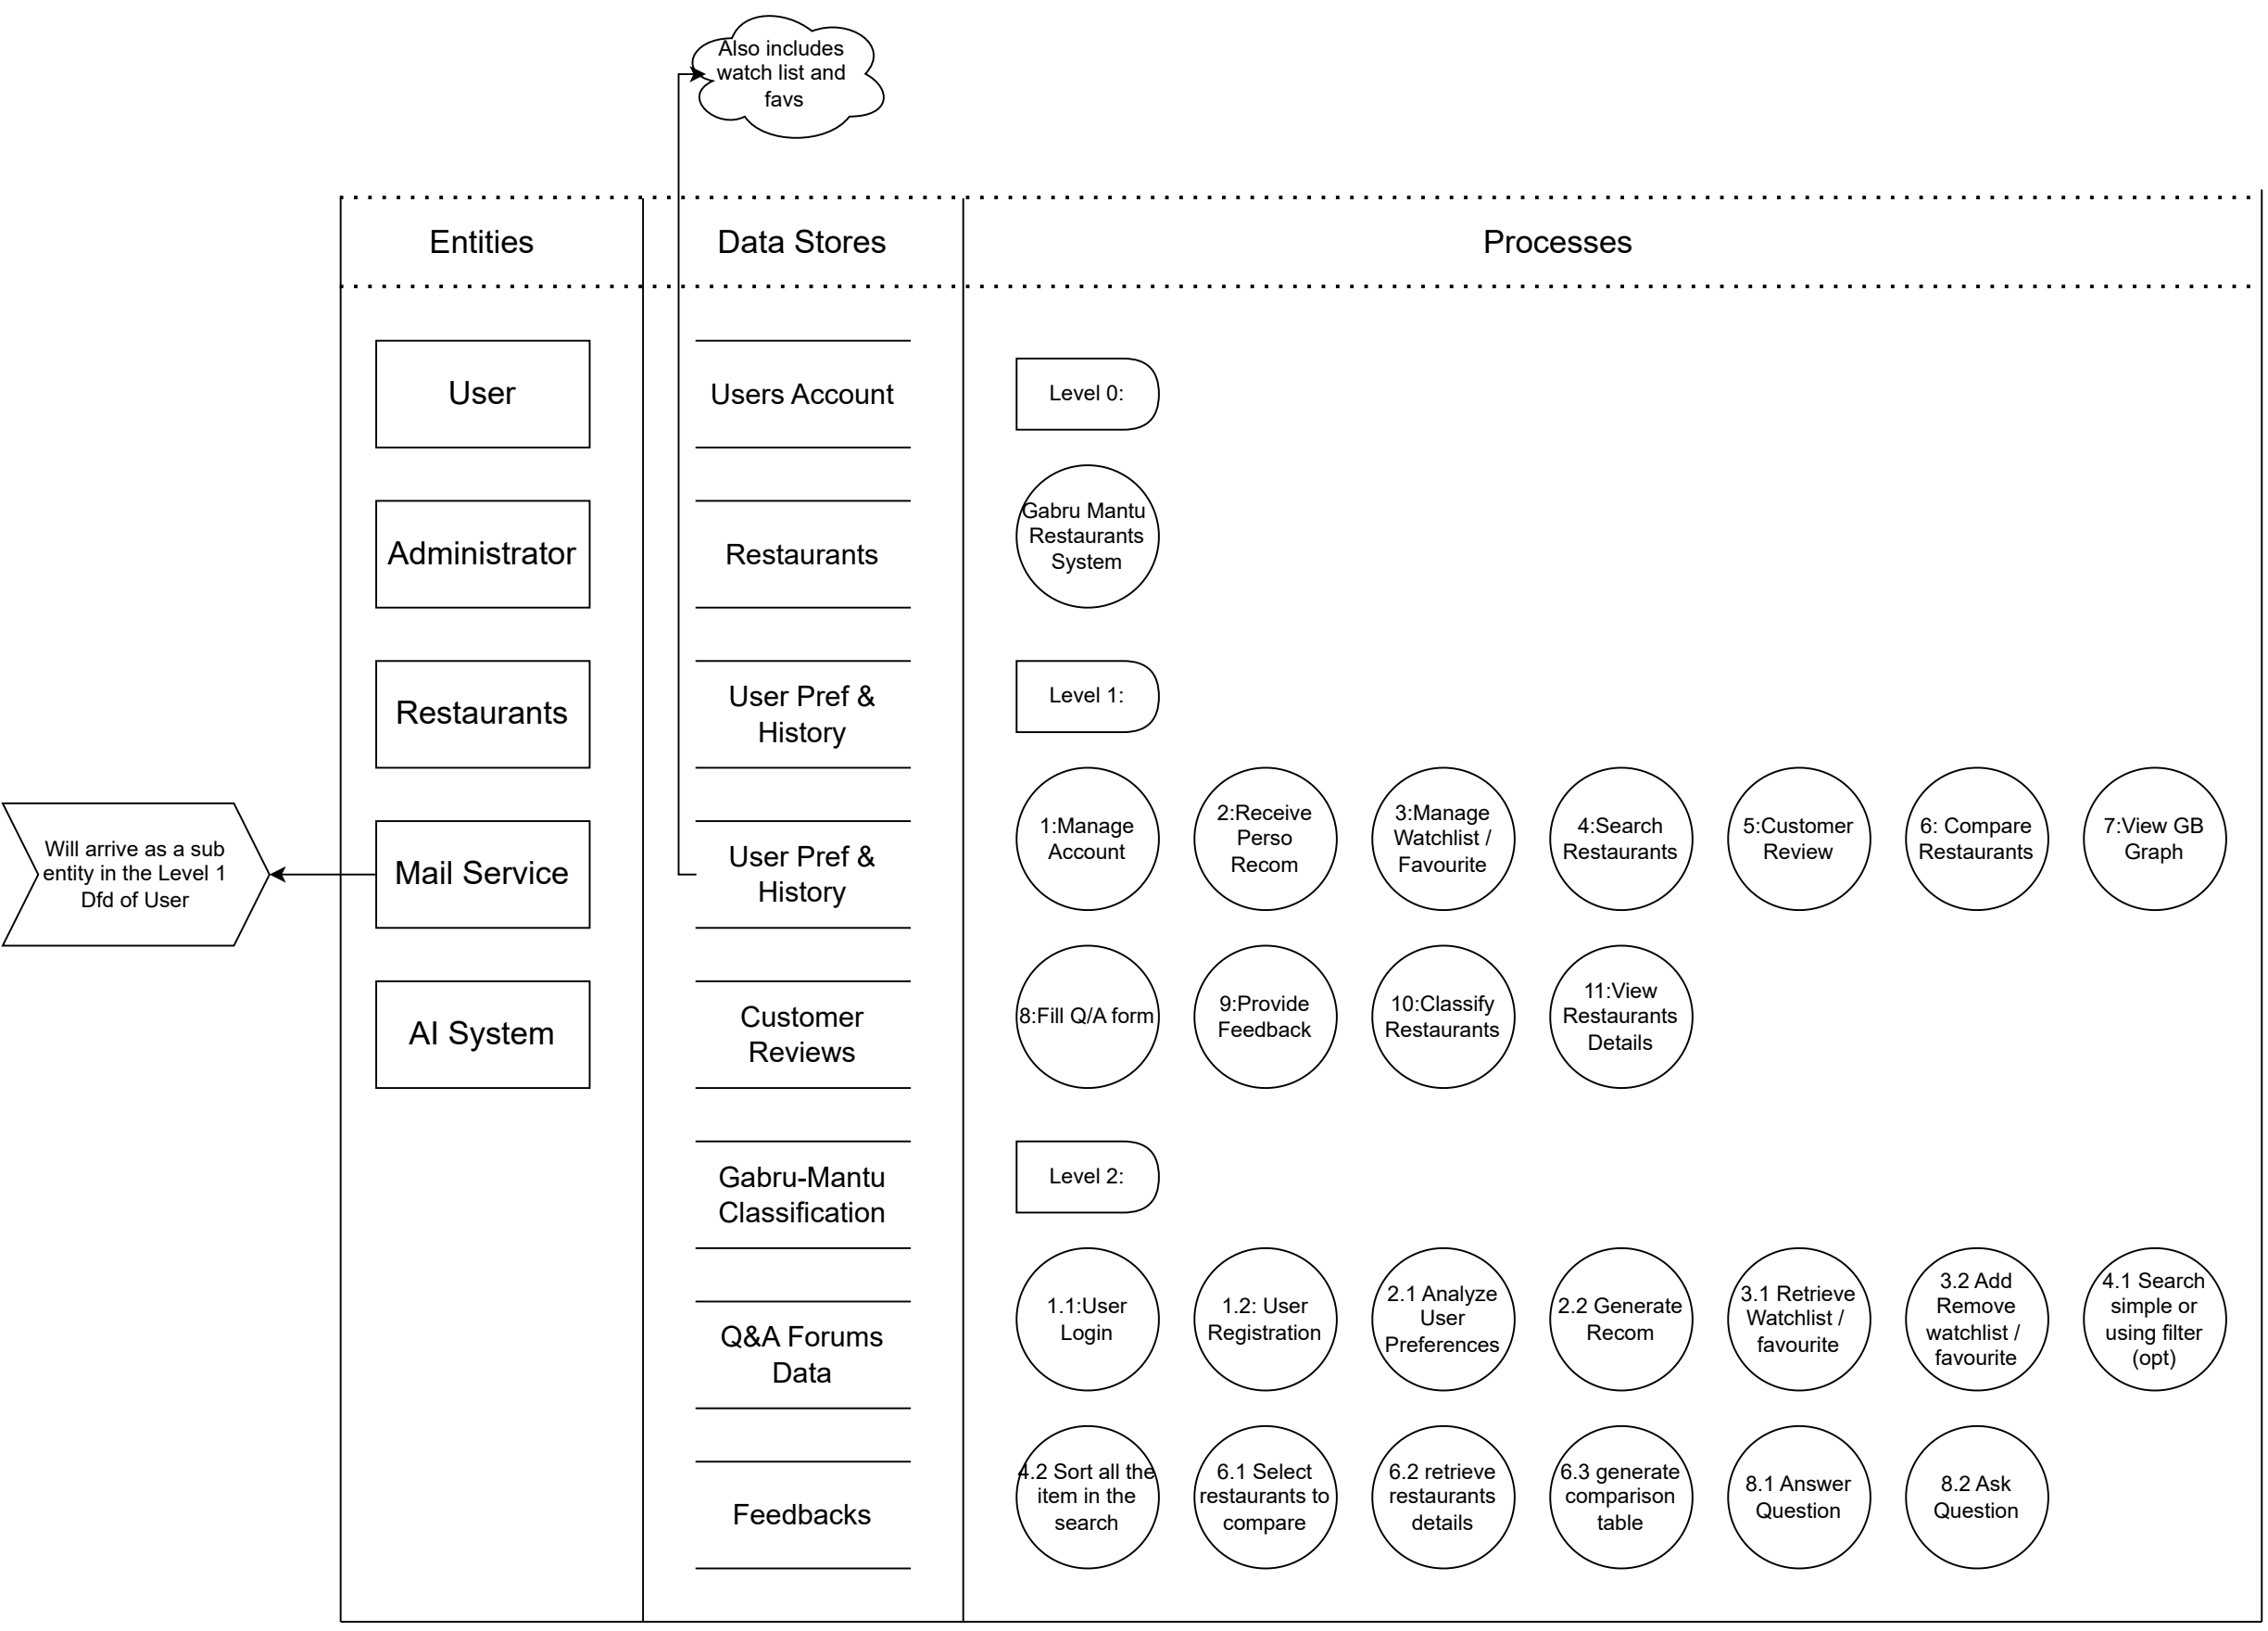 Also includes
watch list and
favs
Entities
Data Stores
Processes
User
Administrator
Restaurants
Mail Service
AI System
Will arrive as a sub
entity in the Level 1
Dfd of User
Users Account
Restaurants
User Pref &
History
User Pref &
History
Customer
Reviews
Gabru-Mantu
Classification
Q&A Forums
Data
Feedbacks
Level 0:
Gabru Mantu
Restaurants
System
Level 1:
1:Manage
Account
2:Receive
Perso
Recom
3:Manage
Watchlist /
Favourite
4:Search
Restaurants
5:Customer
Review
6: Compare
Restaurants
7:View GB
Graph
8:Fill Q/A form
9:Provide
Feedback
10:Classify
Restaurants
11:View
Restaurants
Details
Level 2:
1.1:User
Login
1.2: User
Registration
2.1 Analyze
User
Preferences
2.2 Generate
Recom
3.1 Retrieve
Watchlist /
favourite
3.2 Add
Remove
watchlist /
favourite
4.1 Search
simple or
using filter
(opt)
4.2 Sort all the
item in the
search
6.1 Select
restaurants to
compare
6.2 retrieve
restaurants
details
6.3 generate
comparison
table
8.1 Answer
Question
8.2 Ask
Question